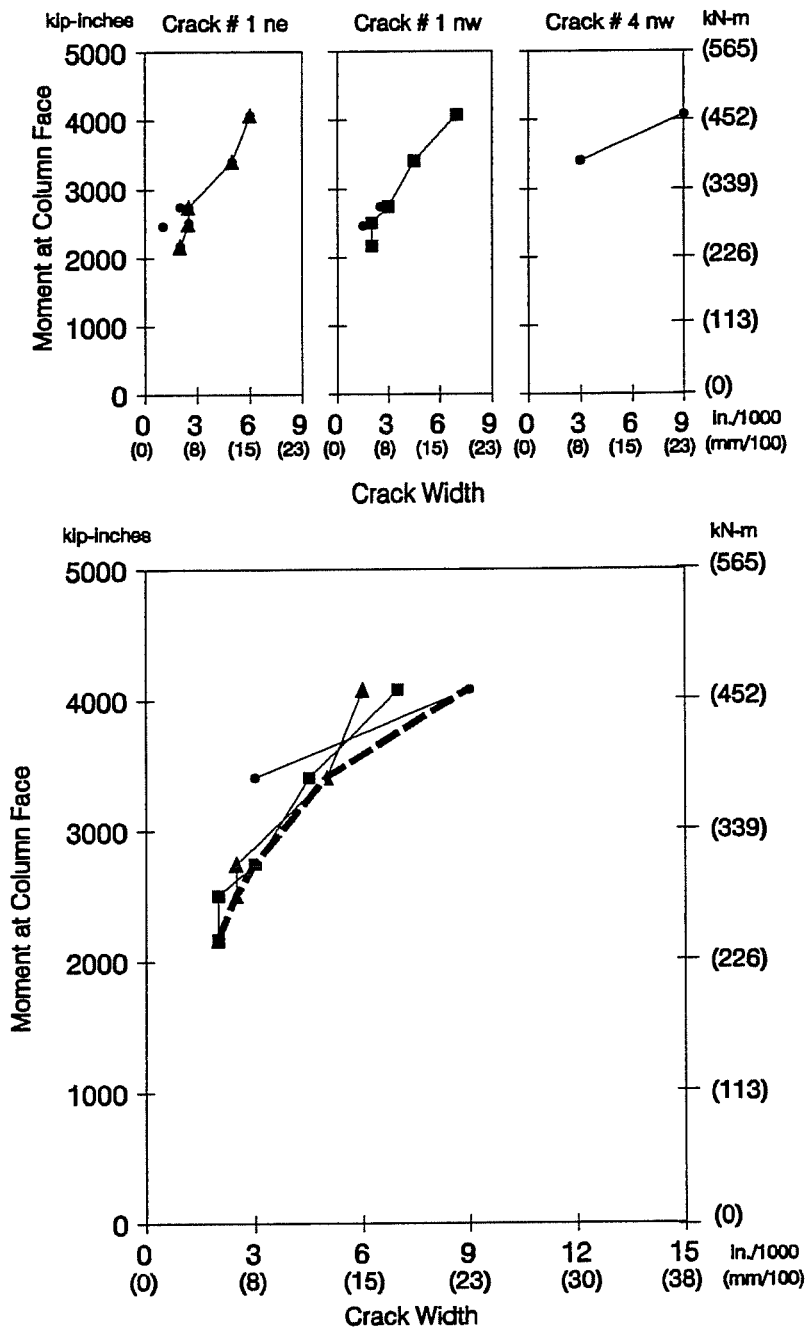 kip-inches Crack # 1 ne Crack # 1 nw Crack # 4 nw kN-m
5000 (565)
4000 (452)
3000 (339)
2000 (226)
1000 (113)
0 (0)
Moment at Column Face
0 3 6 9 0 3 6 9 0 3 6 9 in./1000
(0) (8) (15) (23) (0) (8) (15) (23) (0) (8) (15) (23) (mm/100)
Crack Width
kip-inches kN-m
5000 (565)
4000 (452)
3000 (339)
2000 (226)
1000 (113)
0 (0)
Moment at Column Face
0 3 6 9 12 15 in./1000
(0) (8) (15) (23) (30) (38) (mm/100)
Crack Width